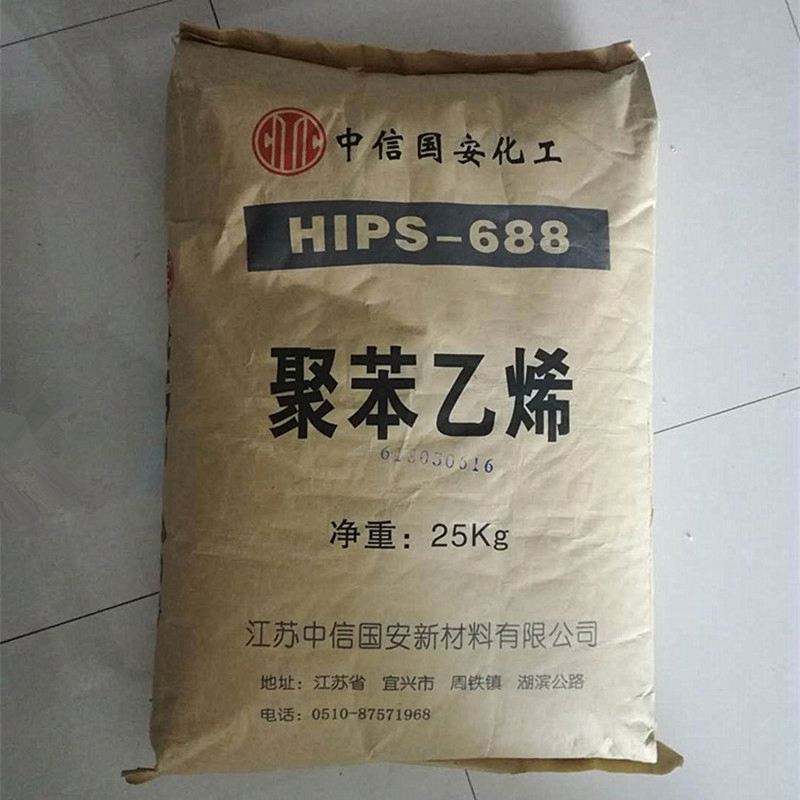 CITIC 中信国安化工
HIPS-688
聚苯乙烯
618030616
净重：25Kg
江苏中信国安新材料有限公司
地址：江苏省 宜兴市 周铁镇 湖滨公路
电话：0510-87571968